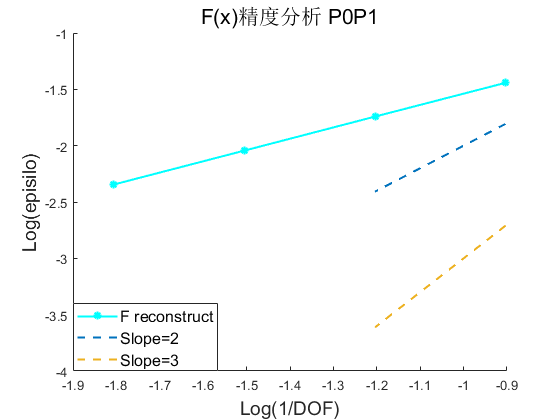 F(x)精度分析 P0P1
-1
-1.5
-2
-2.5
-3
-3.5
-4
Log(episilo)
F reconstruct
Slope=2
Slope=3
-1.9 -1.8 -1.7 -1.6 -1.5 -1.4 -1.3 -1.2 -1.1 -1 -0.9
Log(1/DOF)